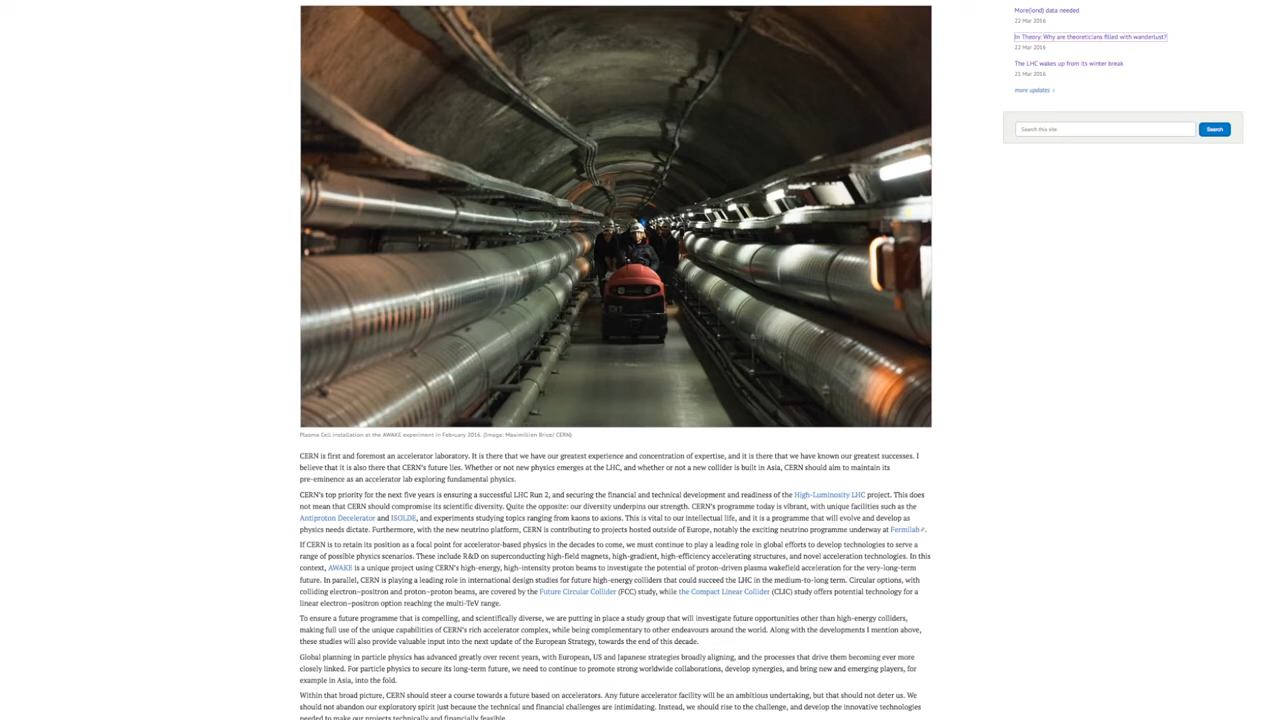 More(ion) data needed
22 Mar 2016
In Theory: Why are theoreticians filled with wanderlust?
22 Mar 2016
The LHC wakes up from its winter break
21 Mar 2016
more updates ›
Search this site
Search
Plasma Cell installation at the AWAKE experiment in February 2016. (Image: Maximilien Brice/ CERN)
CERN is first and foremost an accelerator laboratory. It is there that we have our greatest experience and concentration of expertise, and it is there that we have known our greatest successes. I
believe that it is also there that CERN's future lies. Whether or not new physics emerges at the LHC, and whether or not a new collider is built in Asia, CERN should aim to maintain its
pre-eminence as an accelerator lab exploring fundamental physics.
CERN's top priority for the next five years is ensuring a successful LHC Run 2, and securing the financial and technical development and readiness of the High-Luminosity LHC project. This does
not mean that CERN should compromise its scientific diversity. Quite the opposite: our diversity underpins our strength. CERN's programme today is vibrant, with unique facilities such as the
Antiproton Decelerator and ISOLDE, and experiments studying topics ranging from kaons to axions. This is vital to our intellectual life, and it is a programme that will evolve and develop as
physics needs dictate. Furthermore, with the new neutrino platform, CERN is contributing to projects hosted outside of Europe, notably the exciting neutrino programme underway at Fermilab.
If CERN is to retain its position as a focal point for accelerator-based physics in the decades to come, we must continue to play a leading role in global efforts to develop technologies to serve a
range of possible physics scenarios. These include R&D on superconducting high-field magnets, high-gradient, high-efficiency accelerating structures, and novel acceleration technologies. In this
context, AWAKE is a unique project using CERN's high-energy, high-intensity proton beams to investigate the potential of proton-driven plasma wakefield acceleration for the very-long-term
future. In parallel, CERN is playing a leading role in international design studies for future high-energy colliders that could succeed the LHC in the medium-to-long term. Circular options, with
colliding electron–positron and proton–proton beams, are covered by the Future Circular Collider (FCC) study, while the Compact Linear Collider (CLIC) study offers potential technology for a
linear electron–positron option reaching the multi-TeV range.
To ensure a future programme that is compelling, and scientifically diverse, we are putting in place a study group that will investigate future opportunities other than high-energy colliders,
making full use of the unique capabilities of CERN's rich accelerator complex, while being complementary to other endeavours around the world. Along with the developments I mention above,
these studies will also provide valuable input into the next update of the European Strategy, towards the end of this decade.
Global planning in particle physics has advanced greatly over recent years, with European, US and Japanese strategies broadly aligning, and the processes that drive them becoming ever more
closely linked. For particle physics to secure its long-term future, we need to continue to promote strong worldwide collaborations, develop synergies, and bring new and emerging players, for
example in Asia, into the fold.
Within that broad picture, CERN should steer a course towards a future based on accelerators. Any future accelerator facility will be an ambitious undertaking, but that should not deter us. We
should not abandon our exploratory spirit just because the technical and financial challenges are intimidating. Instead, we should rise to the challenge, and develop the innovative technologies
needed to make our projects technically and financially feasible.